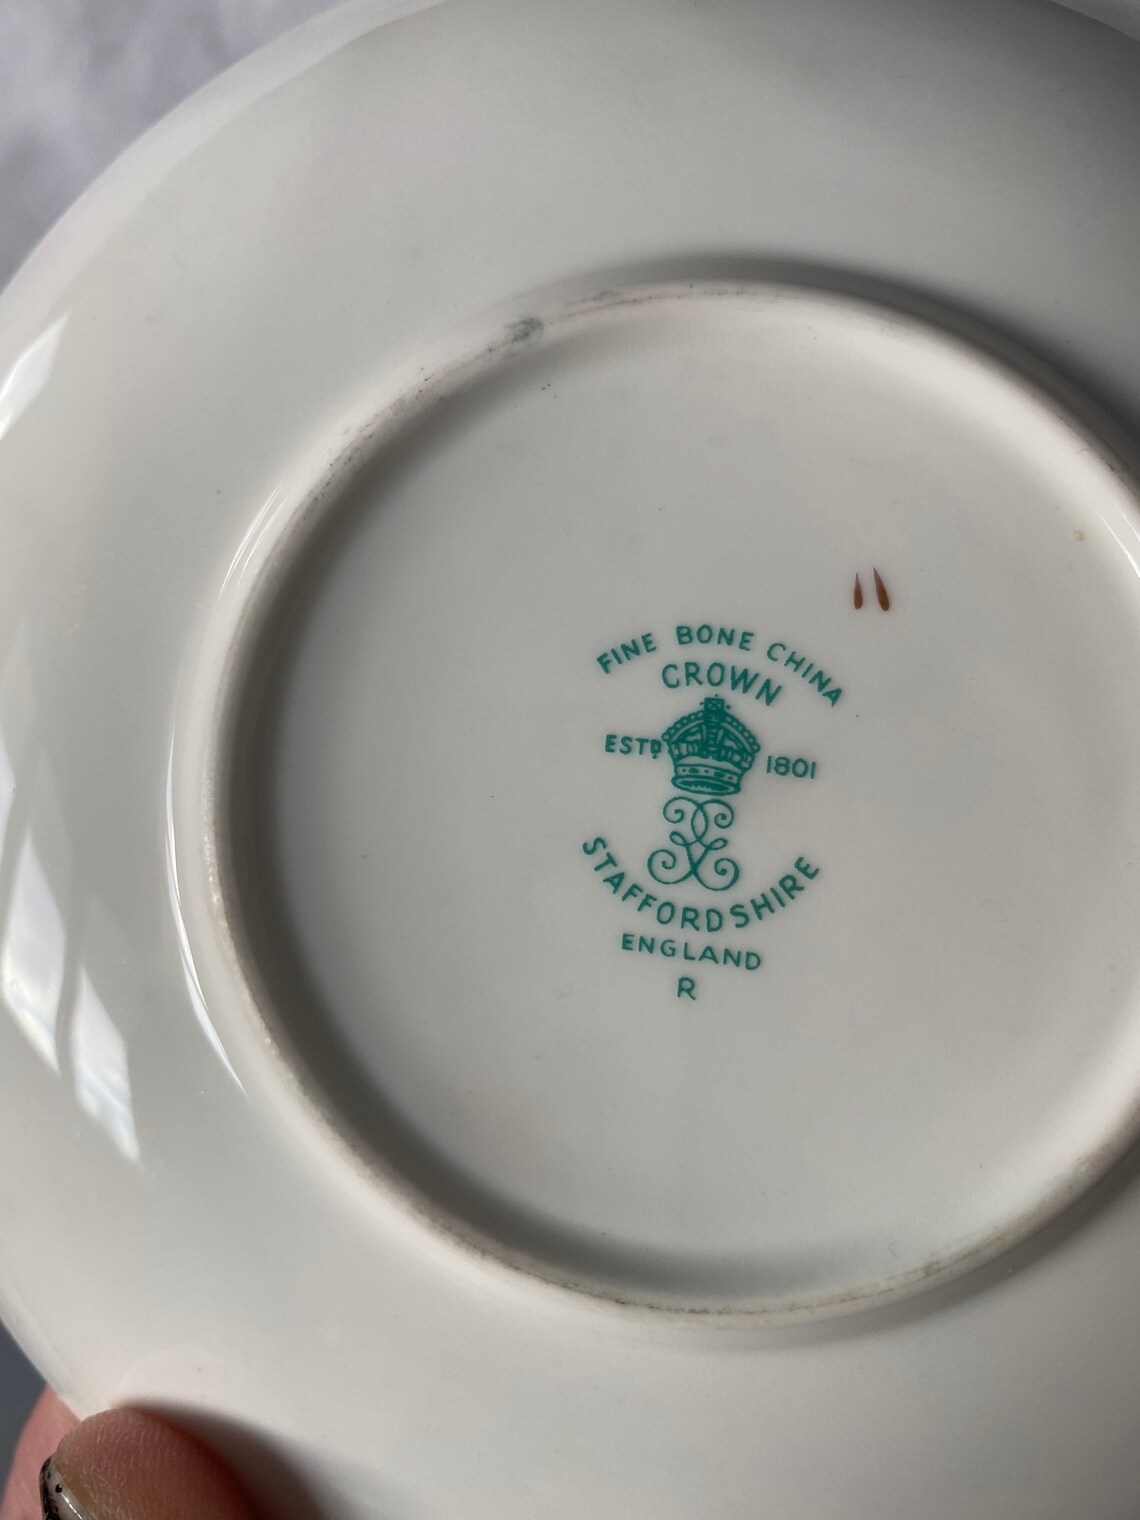 FINE BONE CHINA
CROWN
ESTD 1801
STAFFORDSHIRE
ENGLAND
R